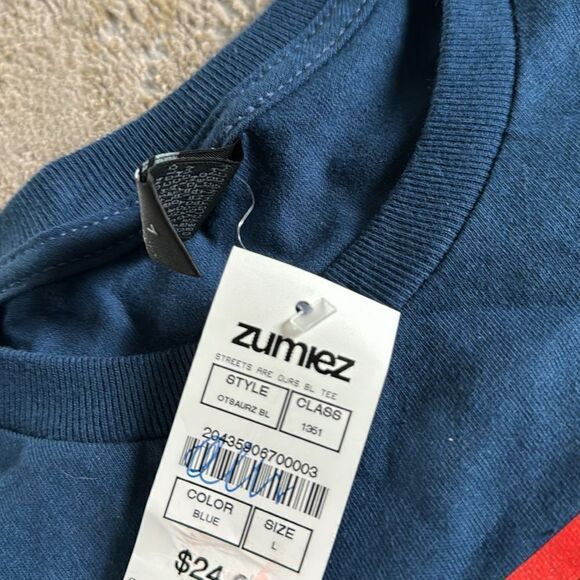 zumiez
STREETS ARE OURS BL TEE
STYLE
OTSAURZ BL
CLASS
1351
20435906700003
COLOR
BLUE
SIZE
L
$24